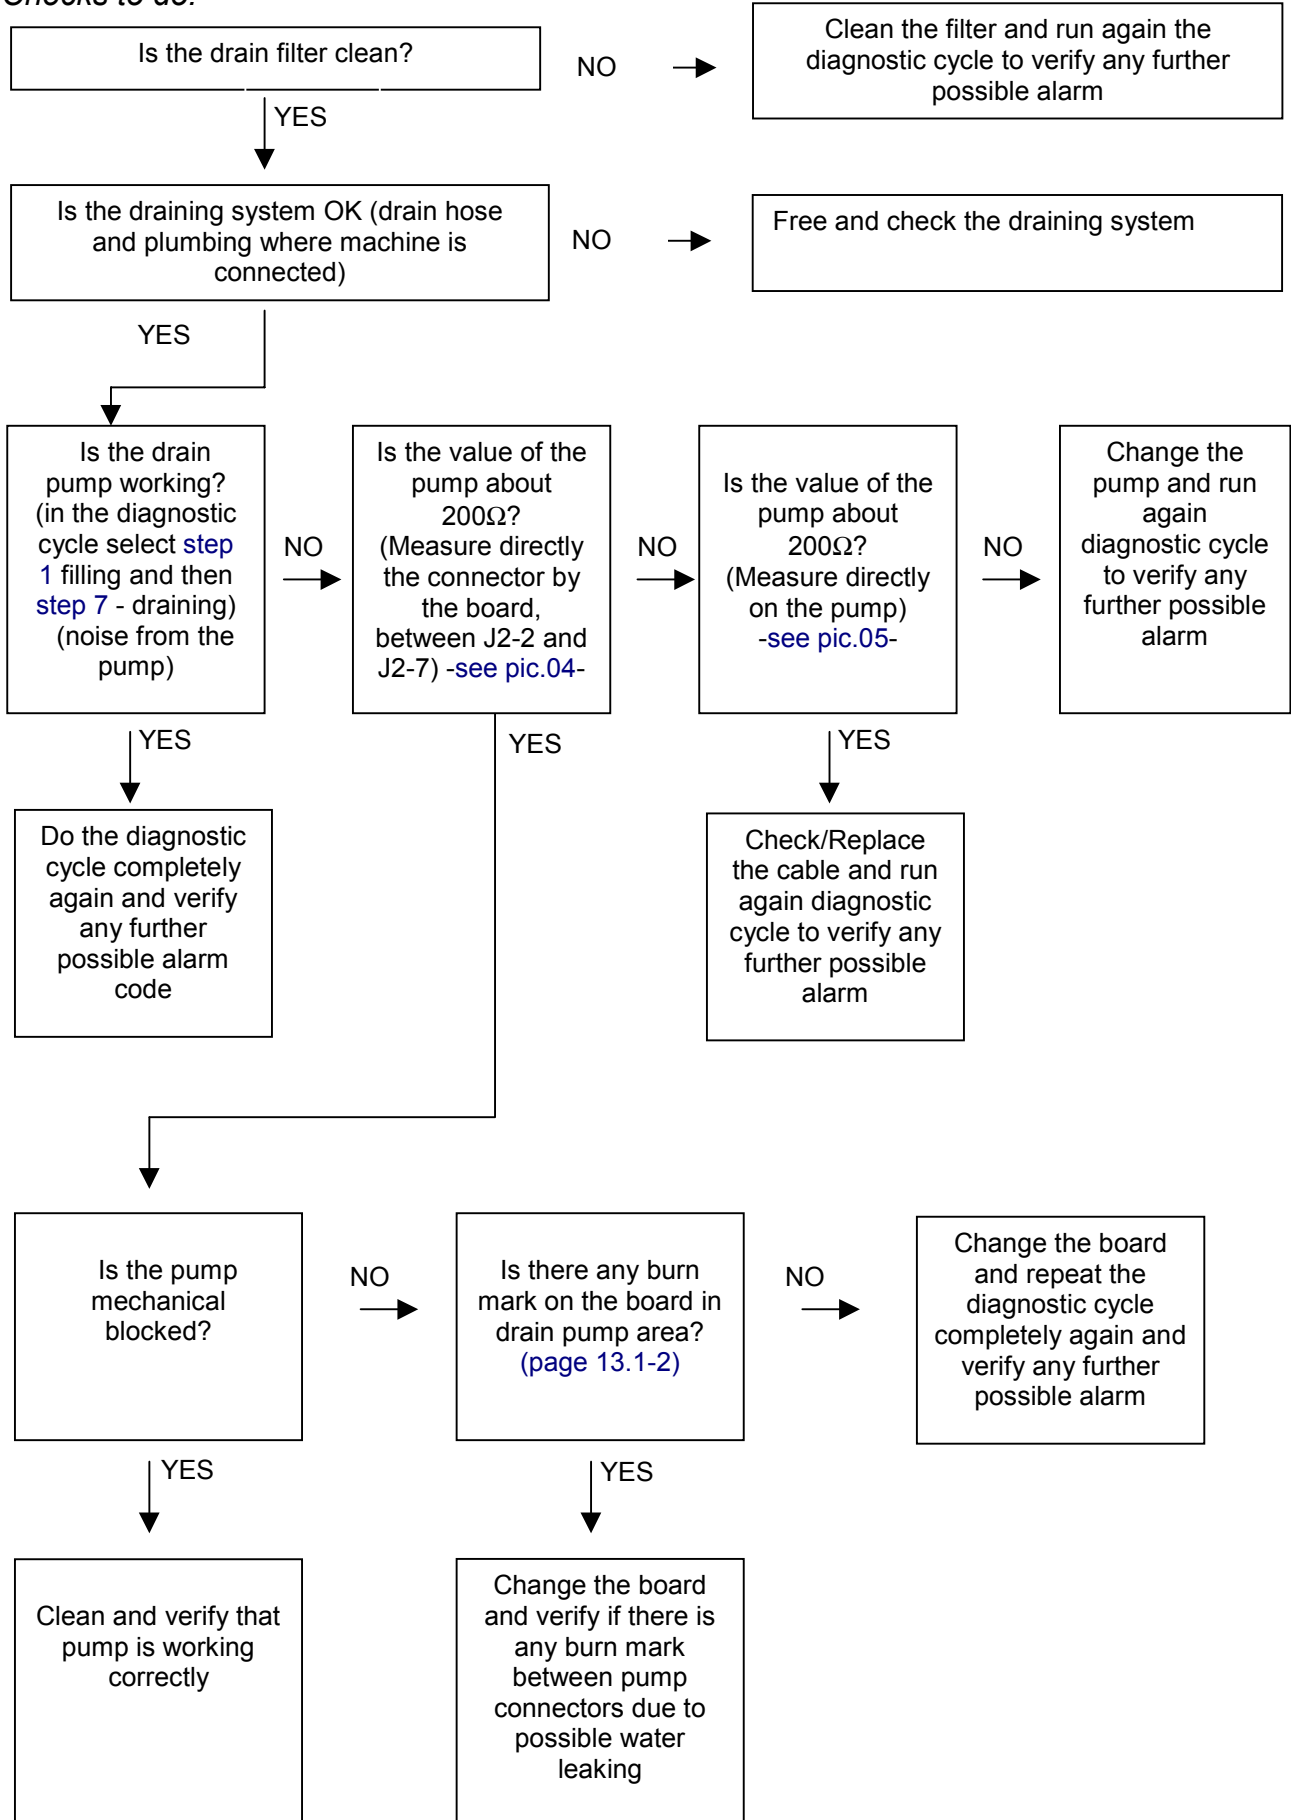 Checks to do:
Is the drain filter clean?
NO
Clean the filter and run again the
diagnostic cycle to verify any further
possible alarm
YES
Is the draining system OK (drain hose
and plumbing where machine is
connected)
NO
Free and check the draining system
YES
Is the drain
pump working?
(in the diagnostic
cycle select step
1 filling and then
step 7 - draining)
(noise from the
pump)
NO
Is the value of the
pump about
200Ω?
(Measure directly
the connector by
the board,
between J2-2 and
J2-7) -see pic.04-
NO
Is the value of the
pump about
200Ω?
(Measure directly
on the pump)
-see pic.05-
NO
Change the
pump and run
again
diagnostic cycle
to verify any
further possible
alarm
YES
YES
YES
Do the diagnostic
cycle completely
again and verify
any further
possible alarm
code
Check/Replace
the cable and run
again diagnostic
cycle to verify any
further possible
alarm
Is the pump
mechanical
blocked?
NO
Is there any burn
mark on the board in
drain pump area?
(page 13.1-2)
NO
Change the board
and repeat the
diagnostic cycle
completely again and
verify any further
possible alarm
YES
YES
Clean and verify that
pump is working
correctly
Change the board
and verify if there is
any burn mark
between pump
connectors due to
possible water
leaking